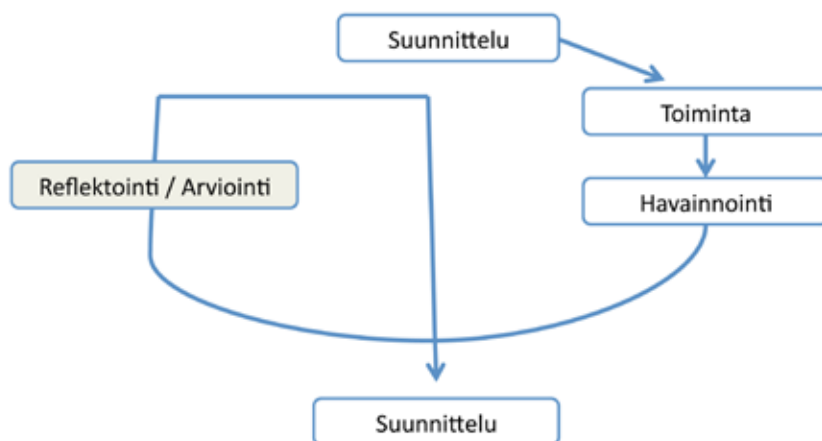 Suunnittelu
Toiminta
Reflektointi / Arviointi
Havainnointi
Suunnittelu